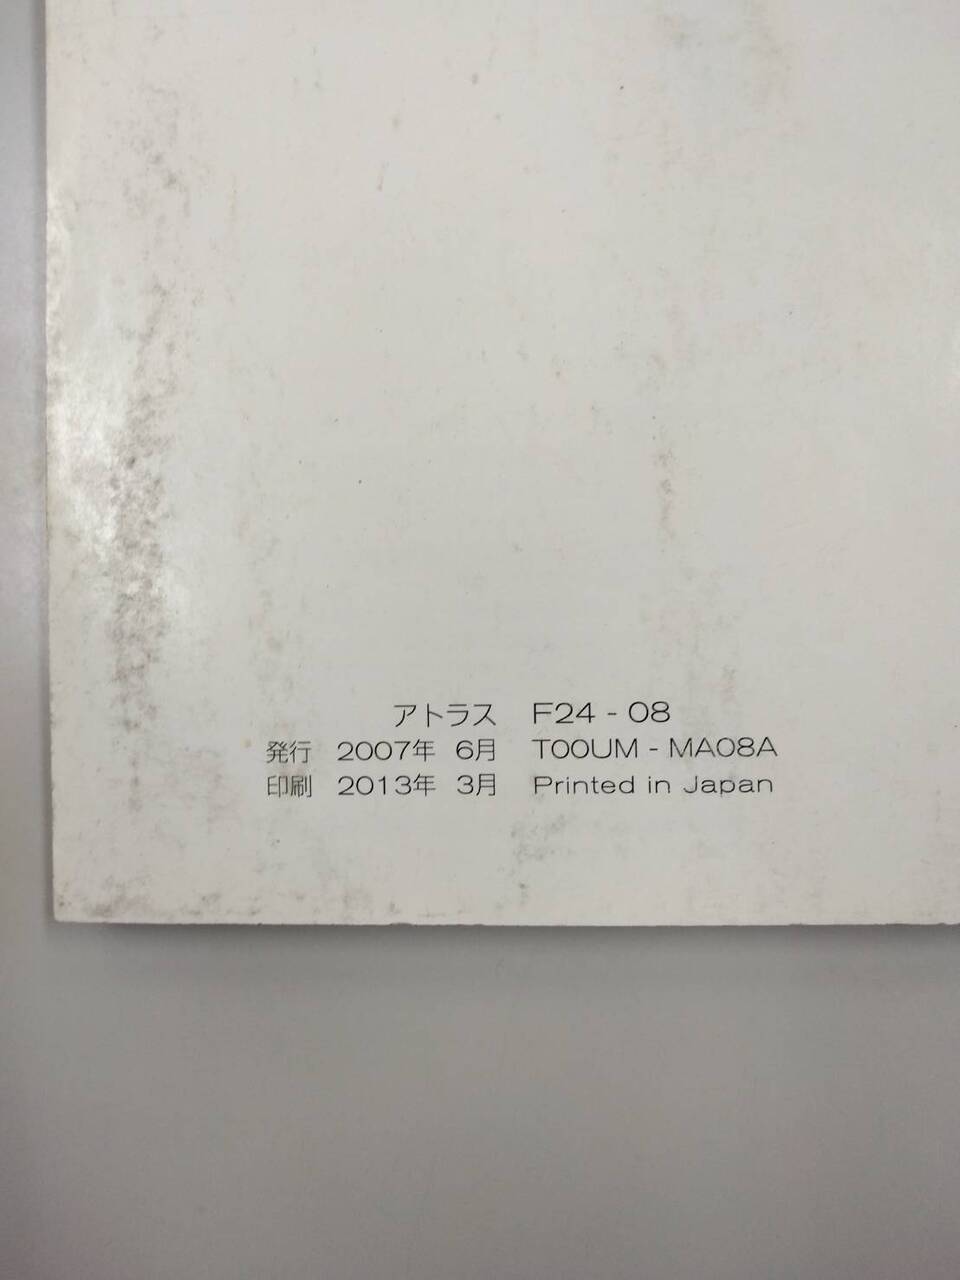 アトラス F24 - 08
発行 2007年 6月 T00UM - MA08A
印刷 2013年 3月 Printed in Japan